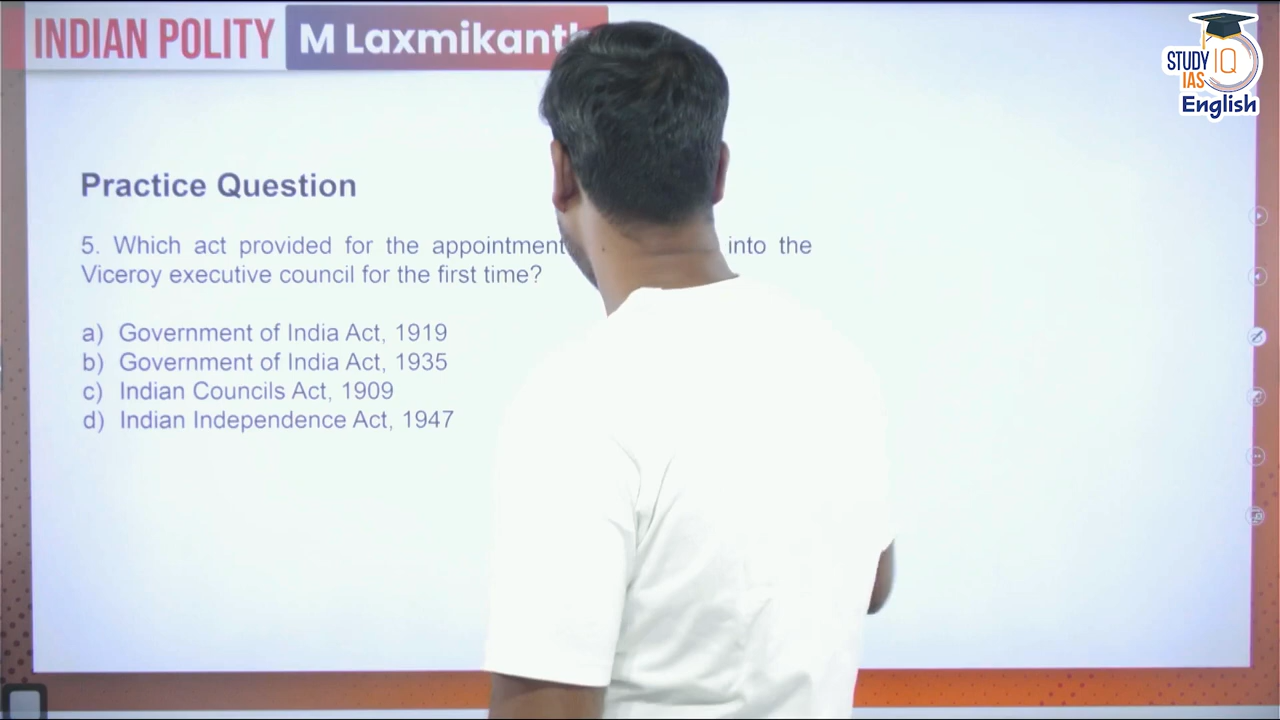 INDIAN POLITY
M Laxmikanth
STUDY IQ
IAS
English
Practice Question
5. Which act provided for the appointment into the
Viceroy executive council for the first time?
a) Government of India Act, 1919
b) Government of India Act, 1935
c) Indian Councils Act, 1909
d) Indian Independence Act, 1947